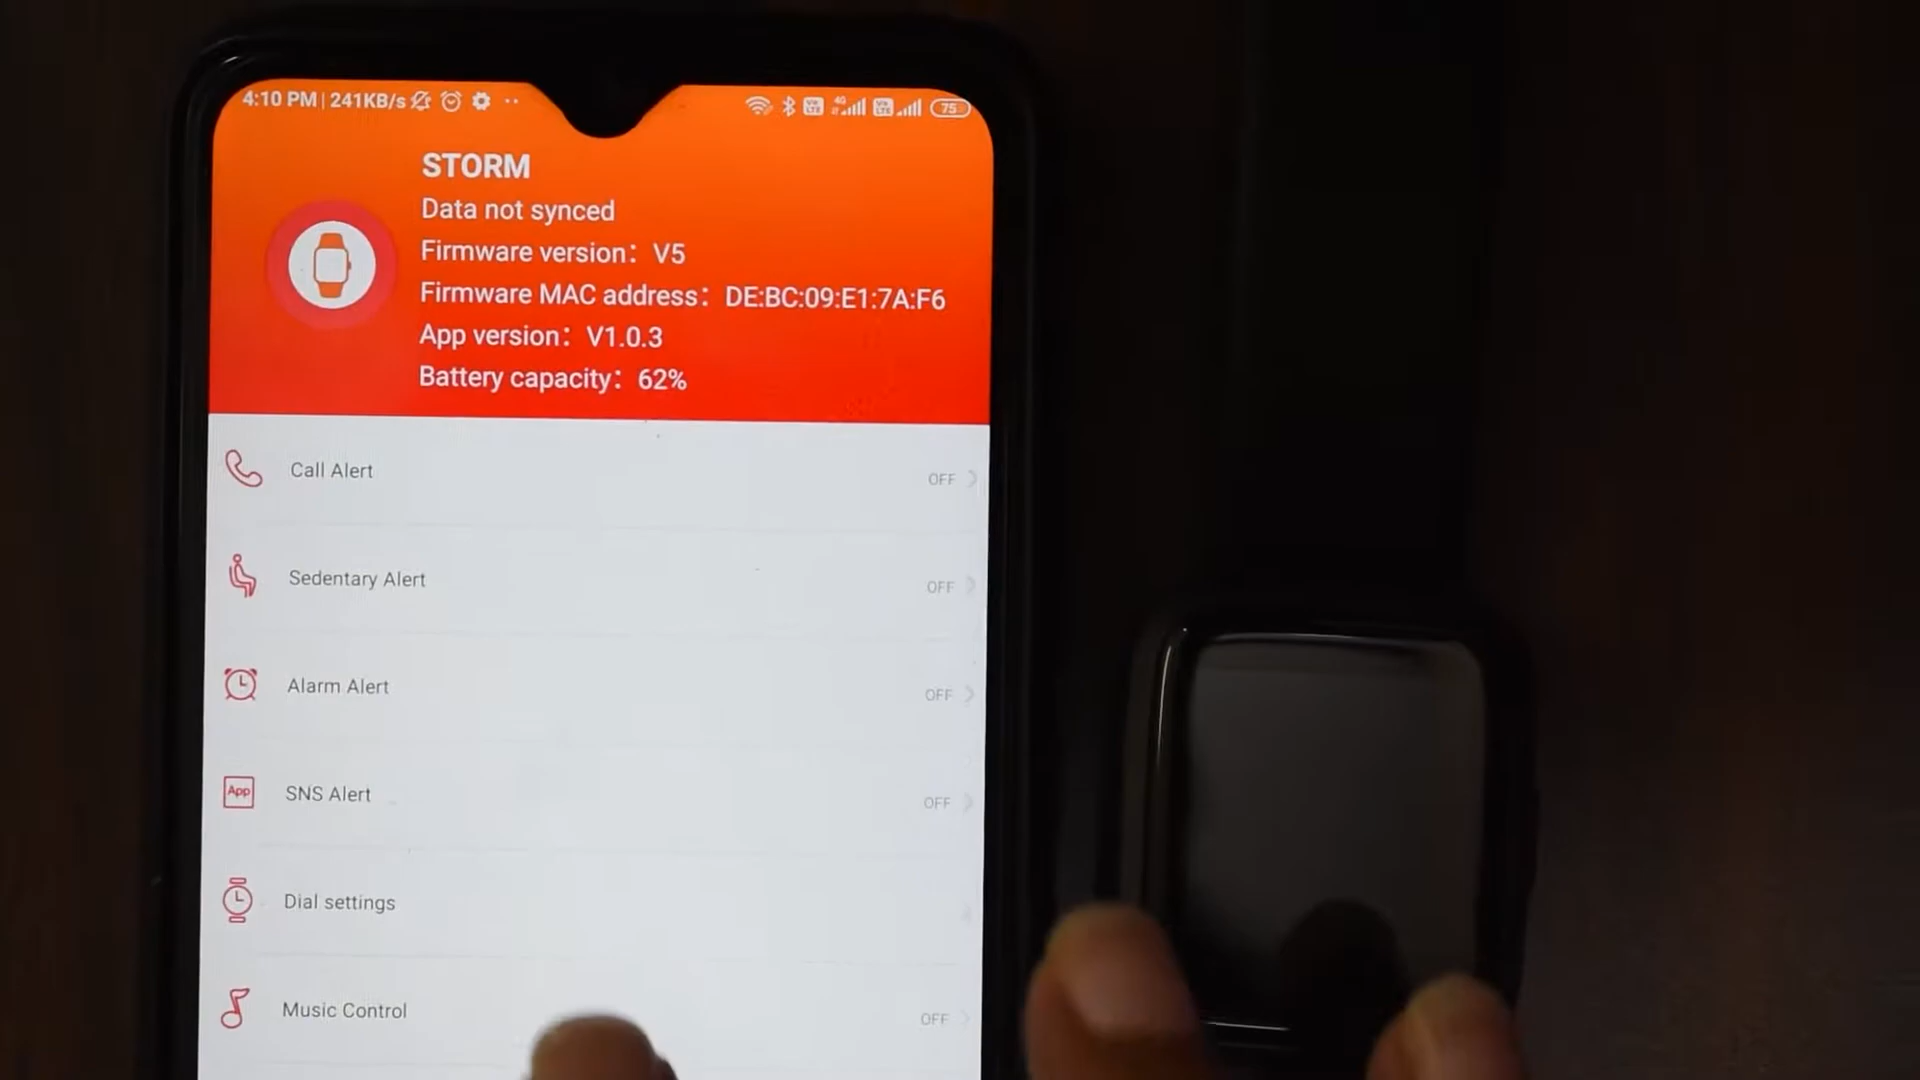 4:10 PM | 241KB/s
4G
75
STORM
Data not synced
Firmware version: V5
Firmware MAC address: DE:BC:09:E1:7A:F6
App version: V1.0.3
Battery capacity: 62%
Call Alert OFF
Sedentary Alert OFF
Alarm Alert OFF
App SNS Alert OFF
Dial settings
Music Control OFF